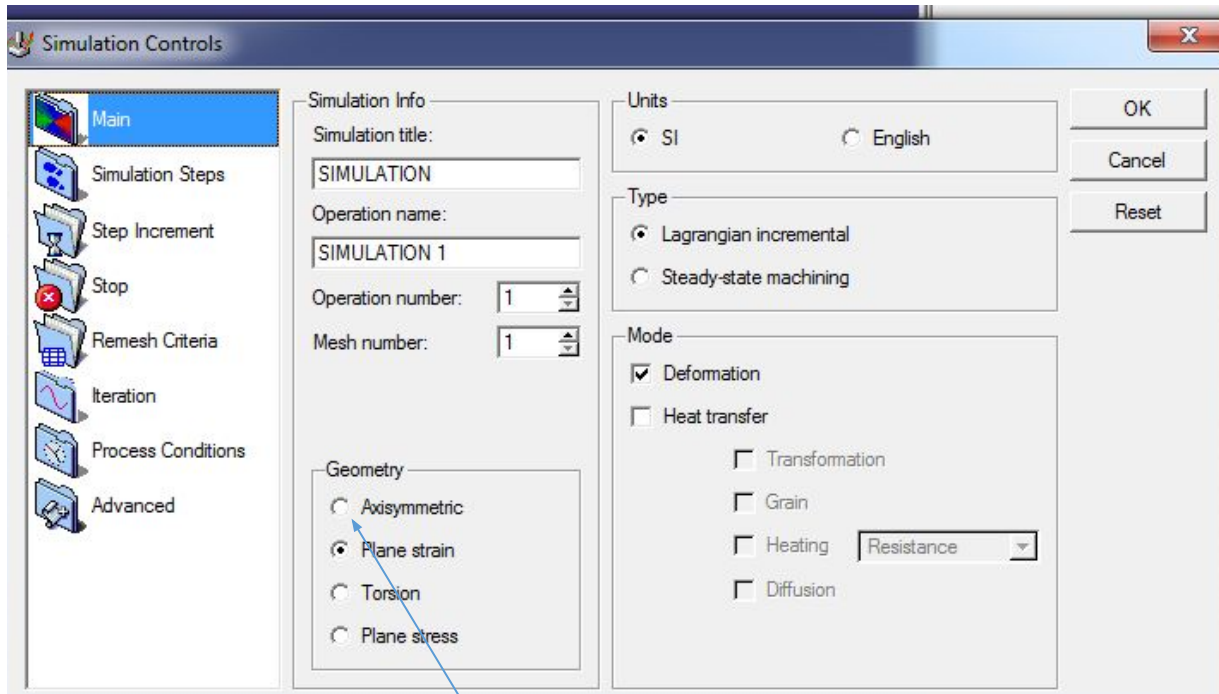 Simulation Controls
Main
Simulation Steps
Step Increment
Stop
Remesh Criteria
Iteration
Process Conditions
Advanced
Simulation Info
Simulation title:
SIMULATION
Operation name:
SIMULATION 1
Operation number: 1
Mesh number: 1
Geometry
Axisymmetric
Plane strain
Torsion
Plane stress
Units
SI English
Type
Lagrangian incremental
Steady-state machining
Mode
Deformation
Heat transfer
Transformation
Grain
Heating Resistance
Diffusion
OK
Cancel
Reset